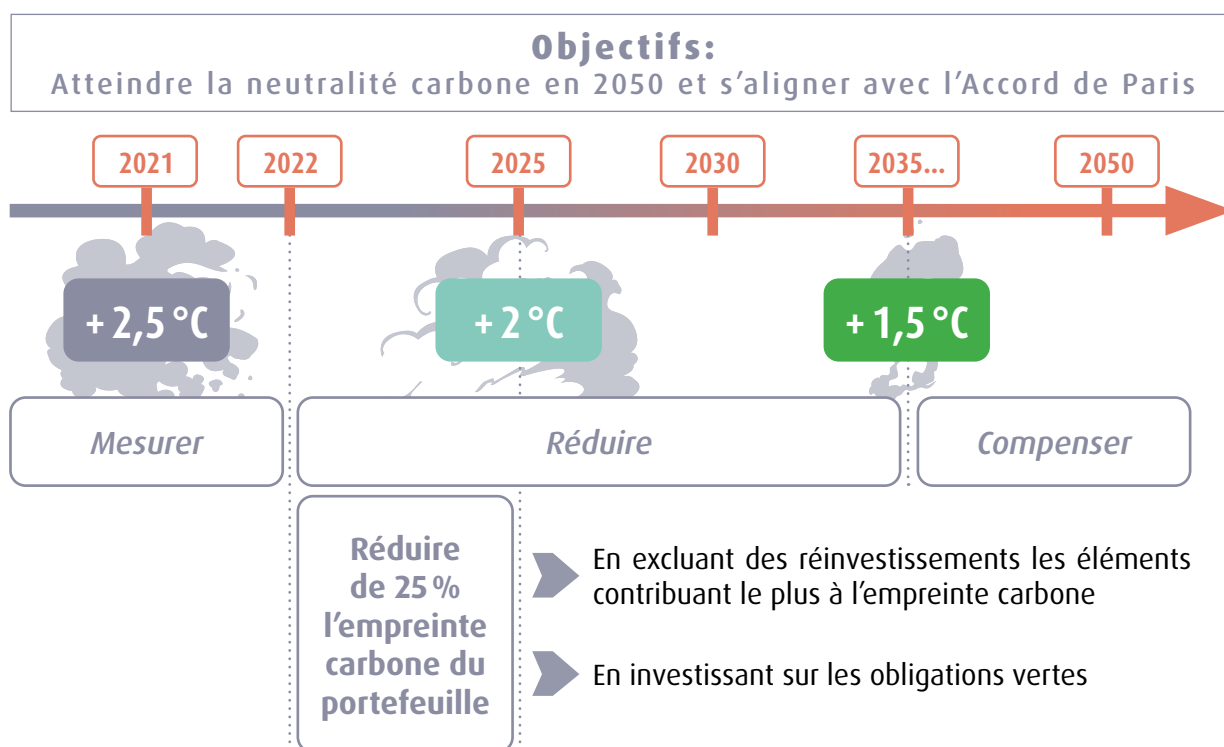 Objectifs:
Atteindre la neutralité carbone en 2050 et s'aligner avec l'Accord de Paris
2021
2022
2025
2030
2035...
2050
+ 2,5 °C
+ 2 °C
+ 1,5 °C
Mesurer
Réduire
Compenser
Réduire
de 25 %
l'empreinte
carbone du
portefeuille
En excluant des réinvestissements les éléments
contribuant le plus à l'empreinte carbone
En investissant sur les obligations vertes